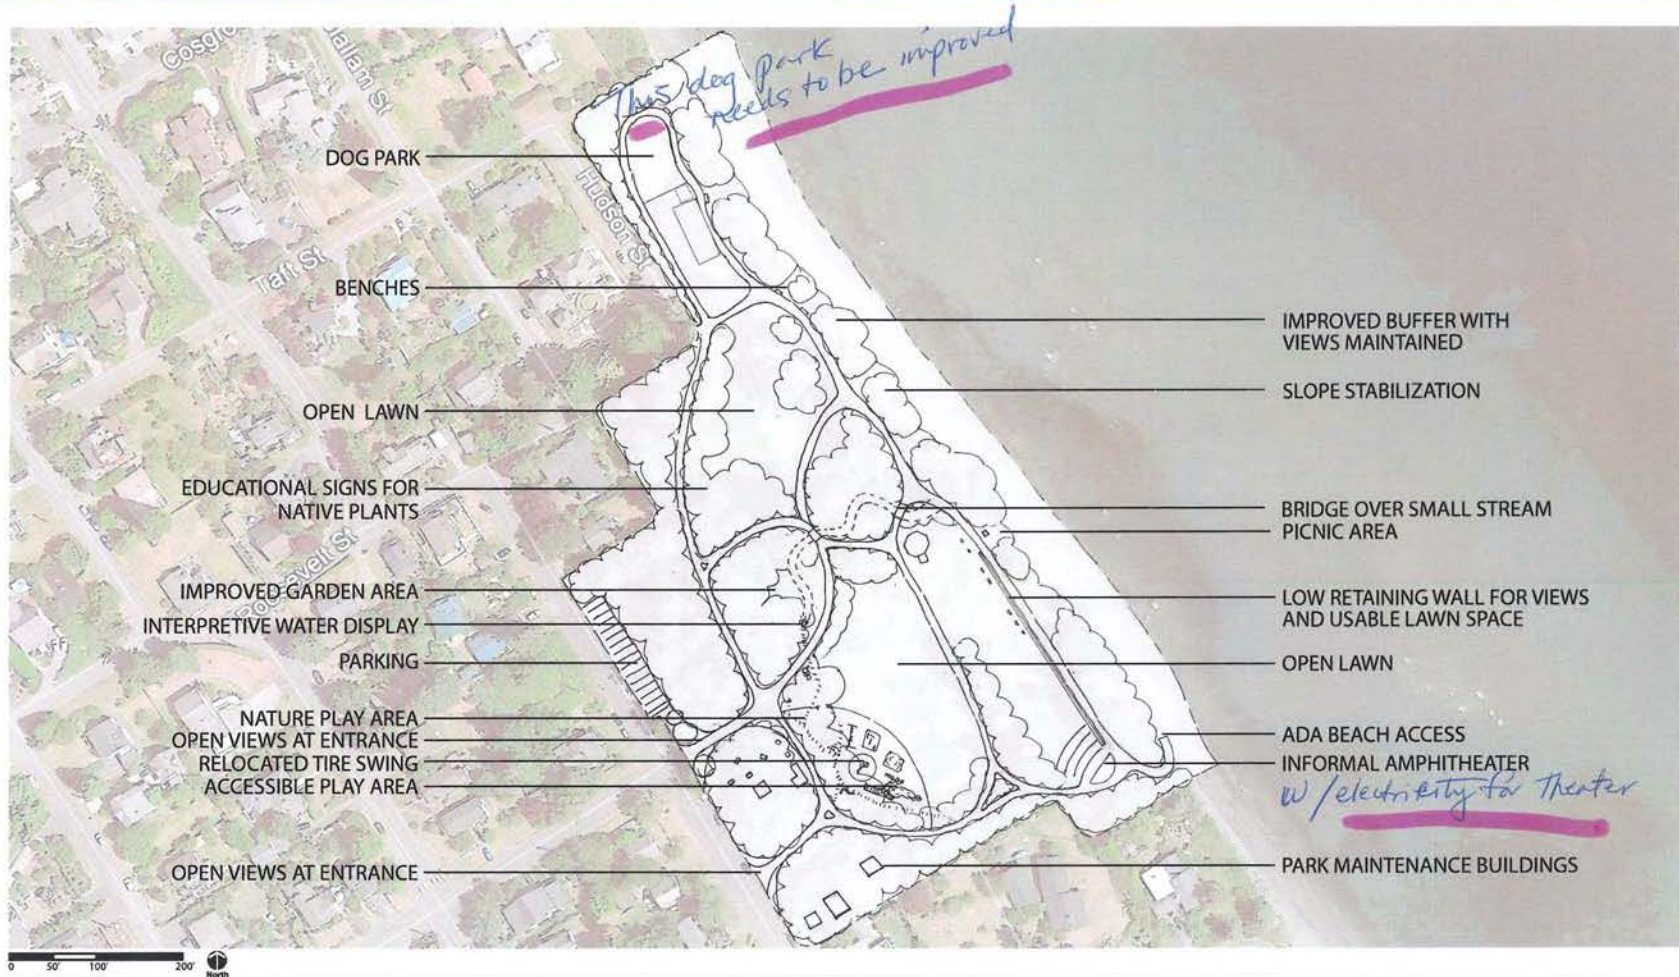 This dog park
needs to be improved
Cosgro
allam St
Taft St
Hudson St
Roosevelt St
DOG PARK
BENCHES
OPEN LAWN
EDUCATIONAL SIGNS FOR
NATIVE PLANTS
IMPROVED GARDEN AREA
INTERPRETIVE WATER DISPLAY
PARKING
NATURE PLAY AREA
OPEN VIEWS AT ENTRANCE
RELOCATED TIRE SWING
ACCESSIBLE PLAY AREA
OPEN VIEWS AT ENTRANCE
IMPROVED BUFFER WITH
VIEWS MAINTAINED
SLOPE STABILIZATION
BRIDGE OVER SMALL STREAM
PICNIC AREA
LOW RETAINING WALL FOR VIEWS
AND USABLE LAWN SPACE
OPEN LAWN
ADA BEACH ACCESS
INFORMAL AMPHITHEATER
w/electricity for Theater
PARK MAINTENANCE BUILDINGS
0 50' 100' 200'
North